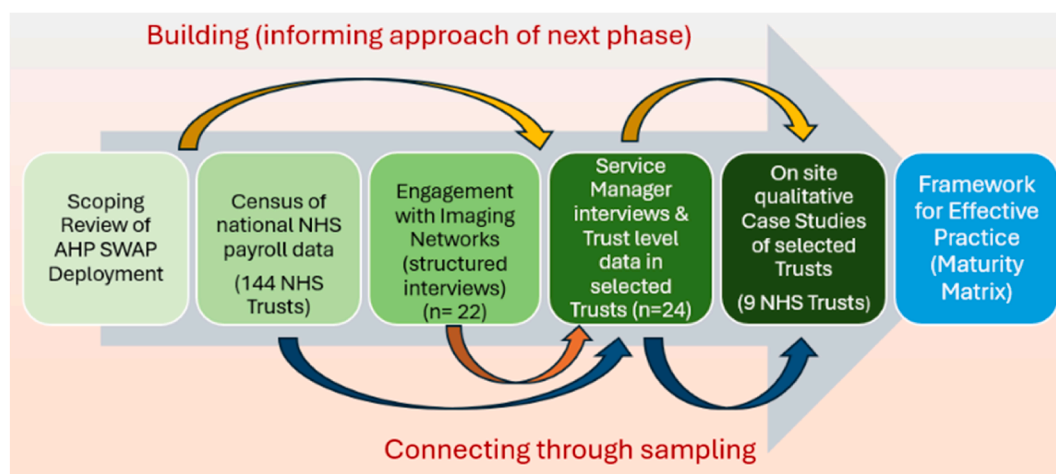 Building (informing approach of next phase)
Scoping
Review of
AHP SWAP
Deployment
Census of
national NHS
payroll data
(144 NHS
Trusts)
Engagement
with Imaging
Networks
(structured
interviews)
(n= 22)
Service
Manager
interviews &
Trust level
data in
selected
Trusts (n=24)
On site
qualitative
Case Studies
of selected
Trusts
(9 NHS Trusts)
Framework
for Effective
Practice
(Maturity
Matrix)
Connecting through sampling